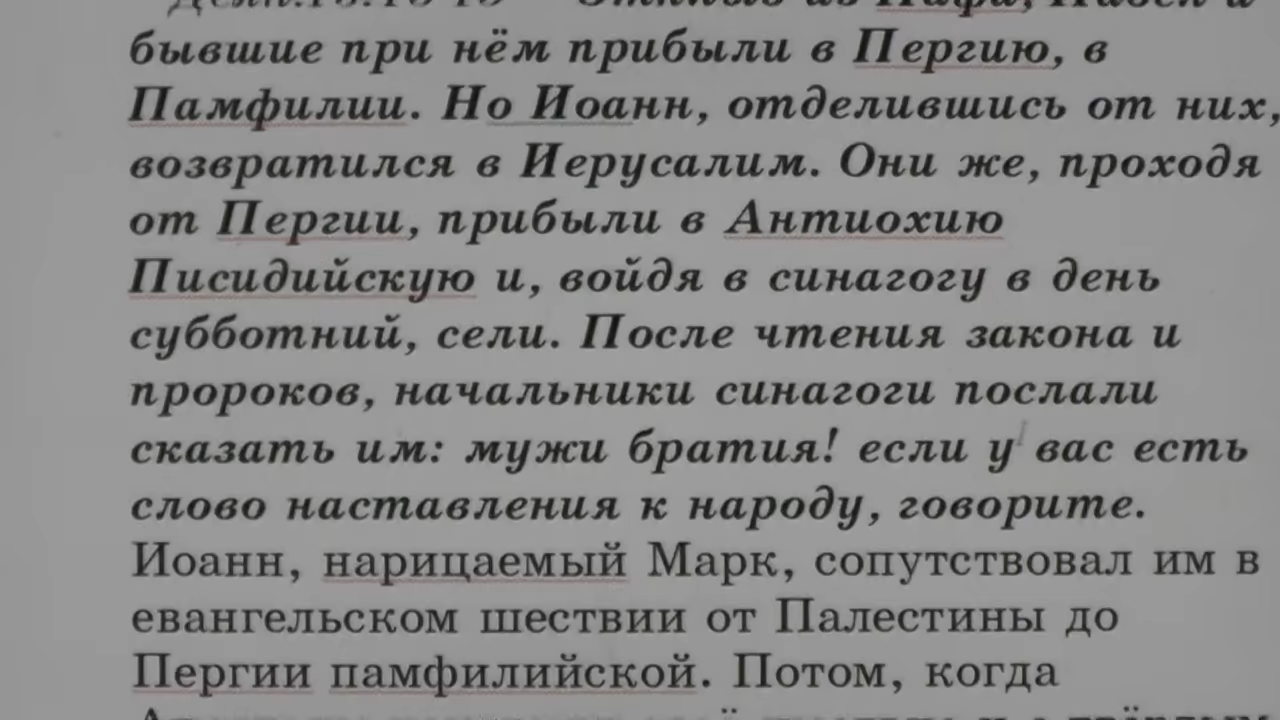 бывшие при нём прибыли в Пергию, в
Памфилии. Но Иоанн, отделившись от них,
возвратился в Иерусалим. Они же, проходя
от Пергии, прибыли в Антиохию
Писидийскую и, войдя в синагогу в день
субботний, сели. После чтения закона и
пророков, начальники синагоги послали
сказать им: мужи братия! если у вас есть
слово наставления к народу, говорите.
Иоанн, нарицаемый Марк, сопутствовал им в
евангельском шествии от Палестины до
Пергии памфилийской. Потом, когда